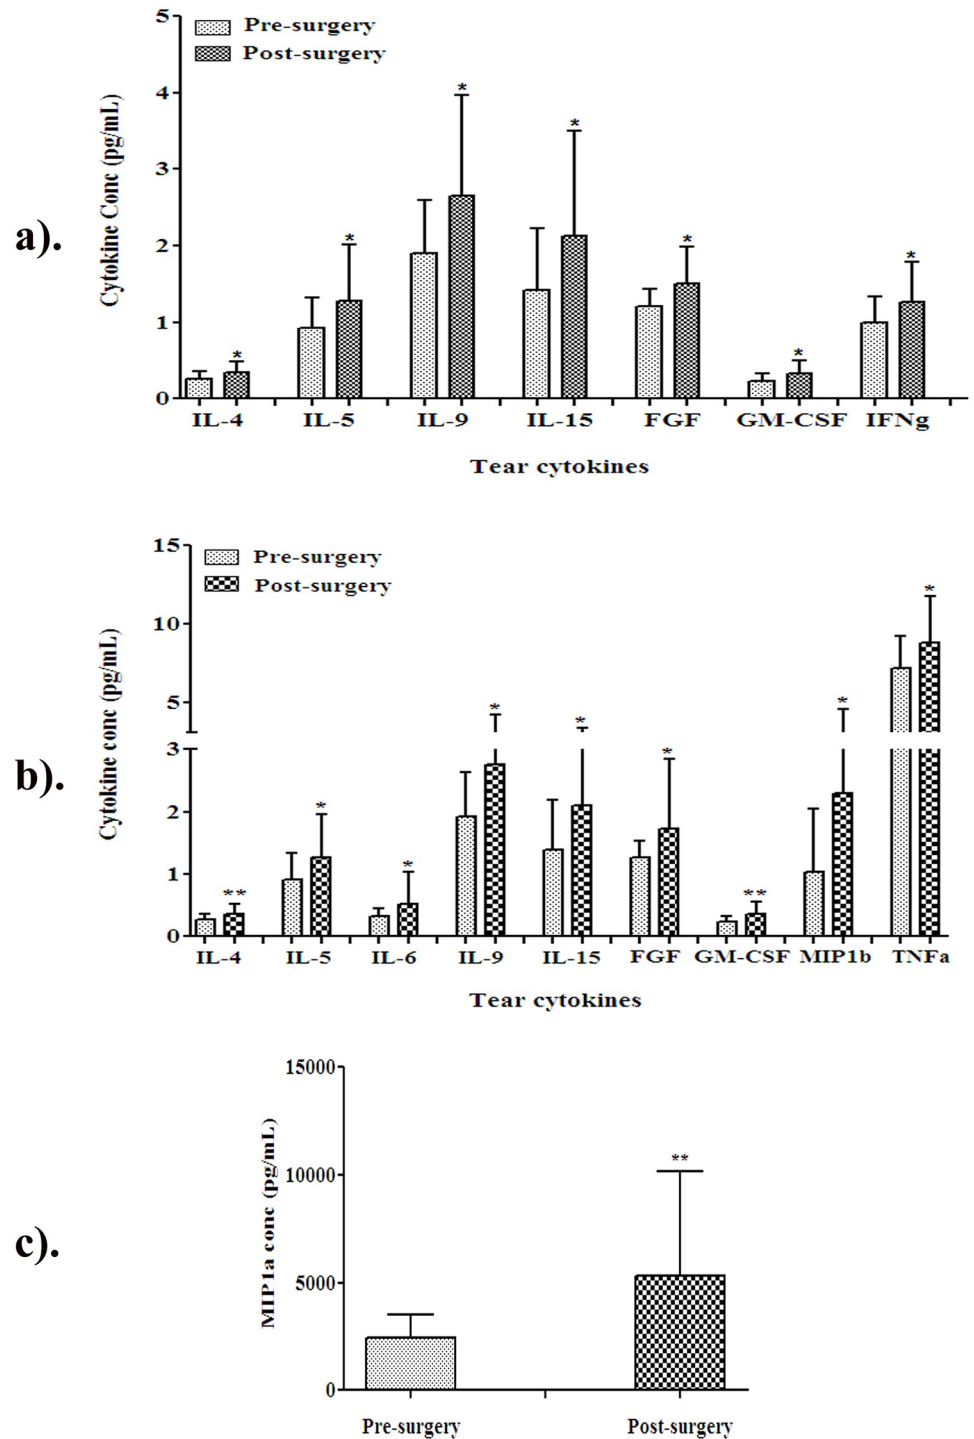 a).
Cytokine Conc (pg/mL)
5
4
3
2
1
0
Pre-surgery
Post-surgery
*
*
*
*
*
*
*
IL-4 IL-5 IL-9 IL-15 FGF GM-CSF IFNg
Tear cytokines
b).
Cytokine conc (pg/mL)
15
10
5
3
2
1
0
Pre-surgery
Post-surgery
**
*
*
*
*
*
**
*
*
IL-4 IL-5 IL-6 IL-9 IL-15 FGF GM-CSF MIP1b TNFa
Tear cytokines
c).
MIP1a conc (pg/mL)
15000
10000
5000
0
**
Pre-surgery Post-surgery